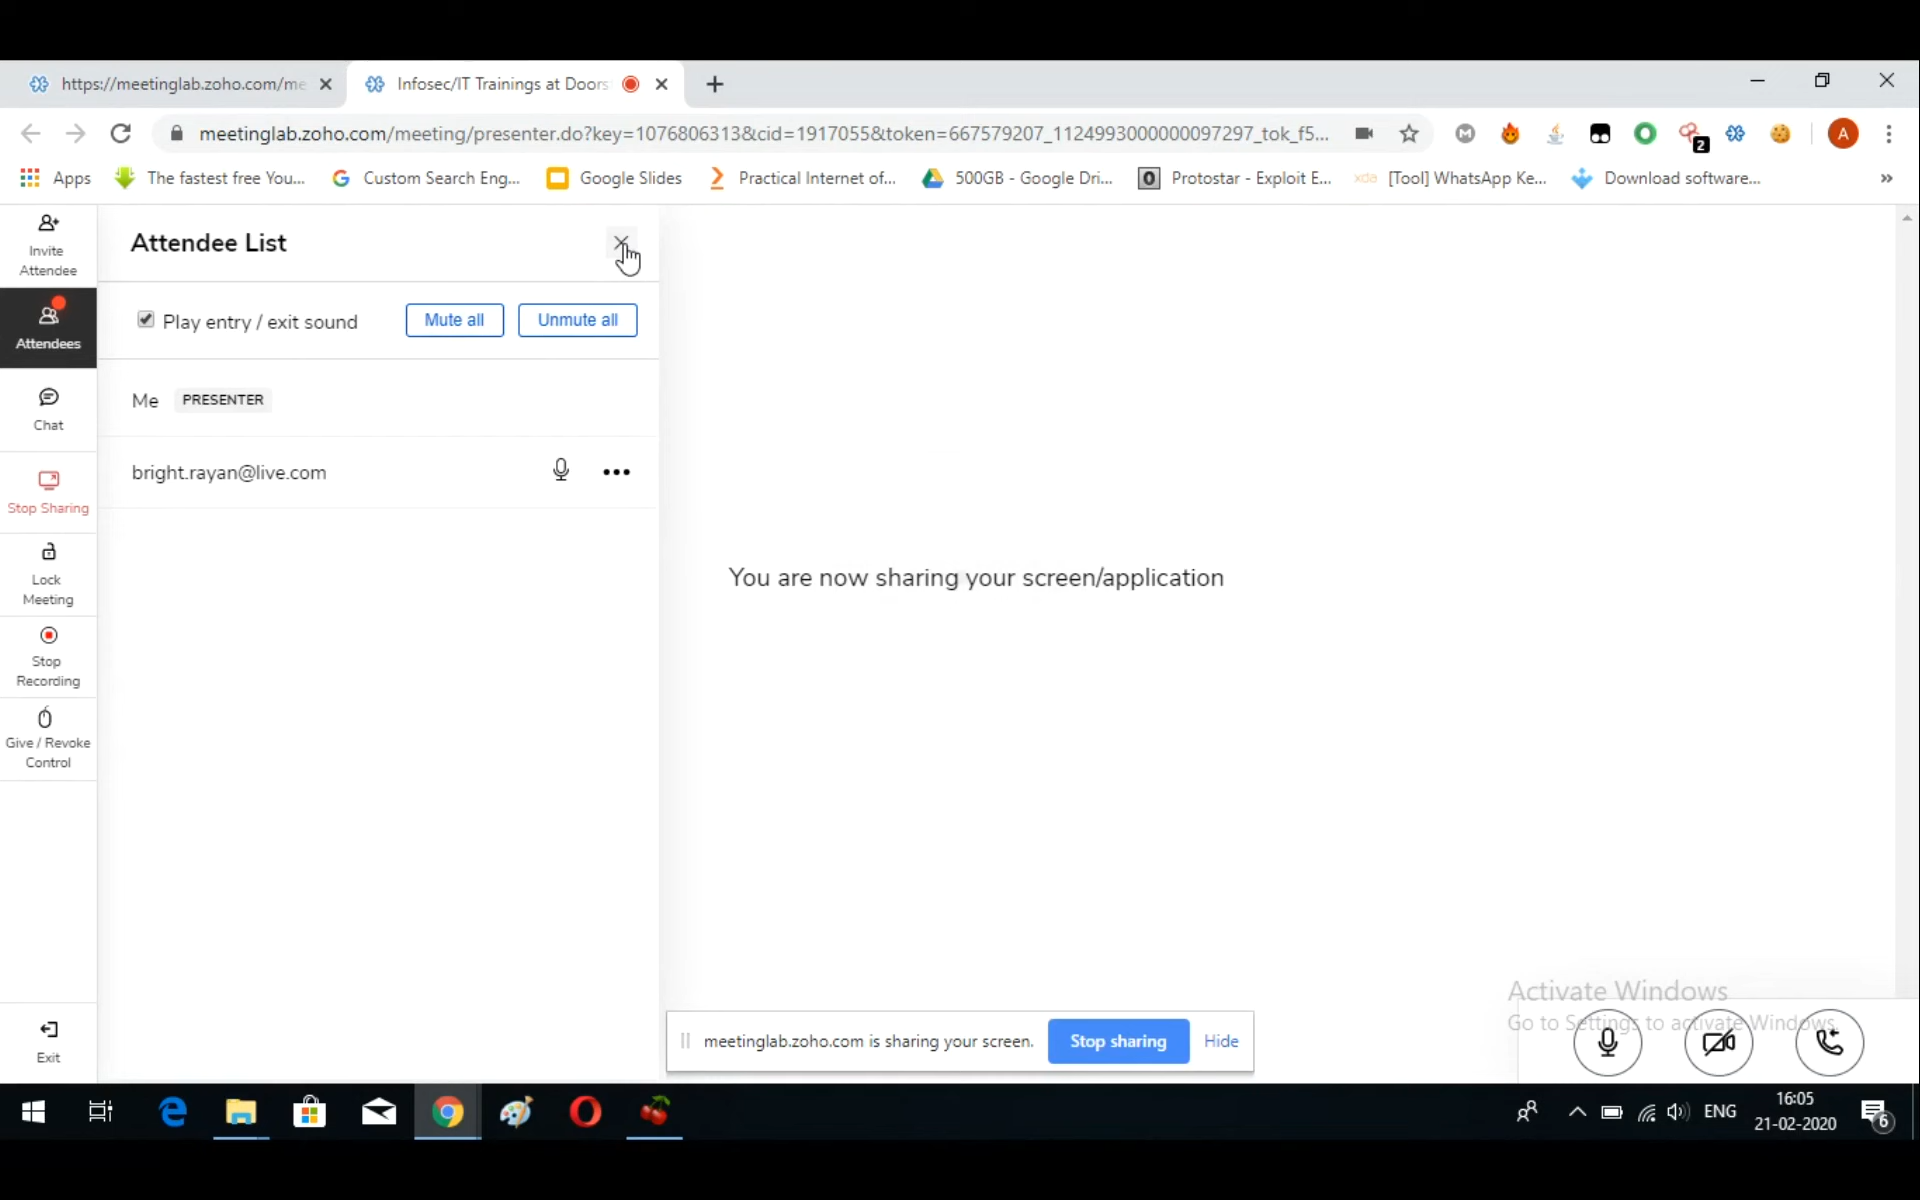 https://meetinglab.zoho.com/me
Infosec/IT Trainings at Doors
meetinglab.zoho.com/meeting/presenter.do?key=1076806313&cid=1917055&token=667579207_1124993000000097297_tok_f5...
M
2
A
Apps
The fastest free You...
Custom Search Eng...
Google Slides
Practical Internet of...
500GB - Google Dri...
Protostar - Exploit E...
xda
[Tool] WhatsApp Ke...
Download software...
»
Invite
Attendee
Attendees
Chat
Stop Sharing
Lock
Meeting
Stop
Recording
Give / Revoke
Control
Exit
Attendee List
Play entry / exit sound
Mute all
Unmute all
Me
PRESENTER
bright.rayan@live.com
You are now sharing your screen/application
Activate Windows
Go to Settings to activate Windows.
meetinglab.zoho.com is sharing your screen.
Stop sharing
Hide
ENG
16:05
21-02-2020
6